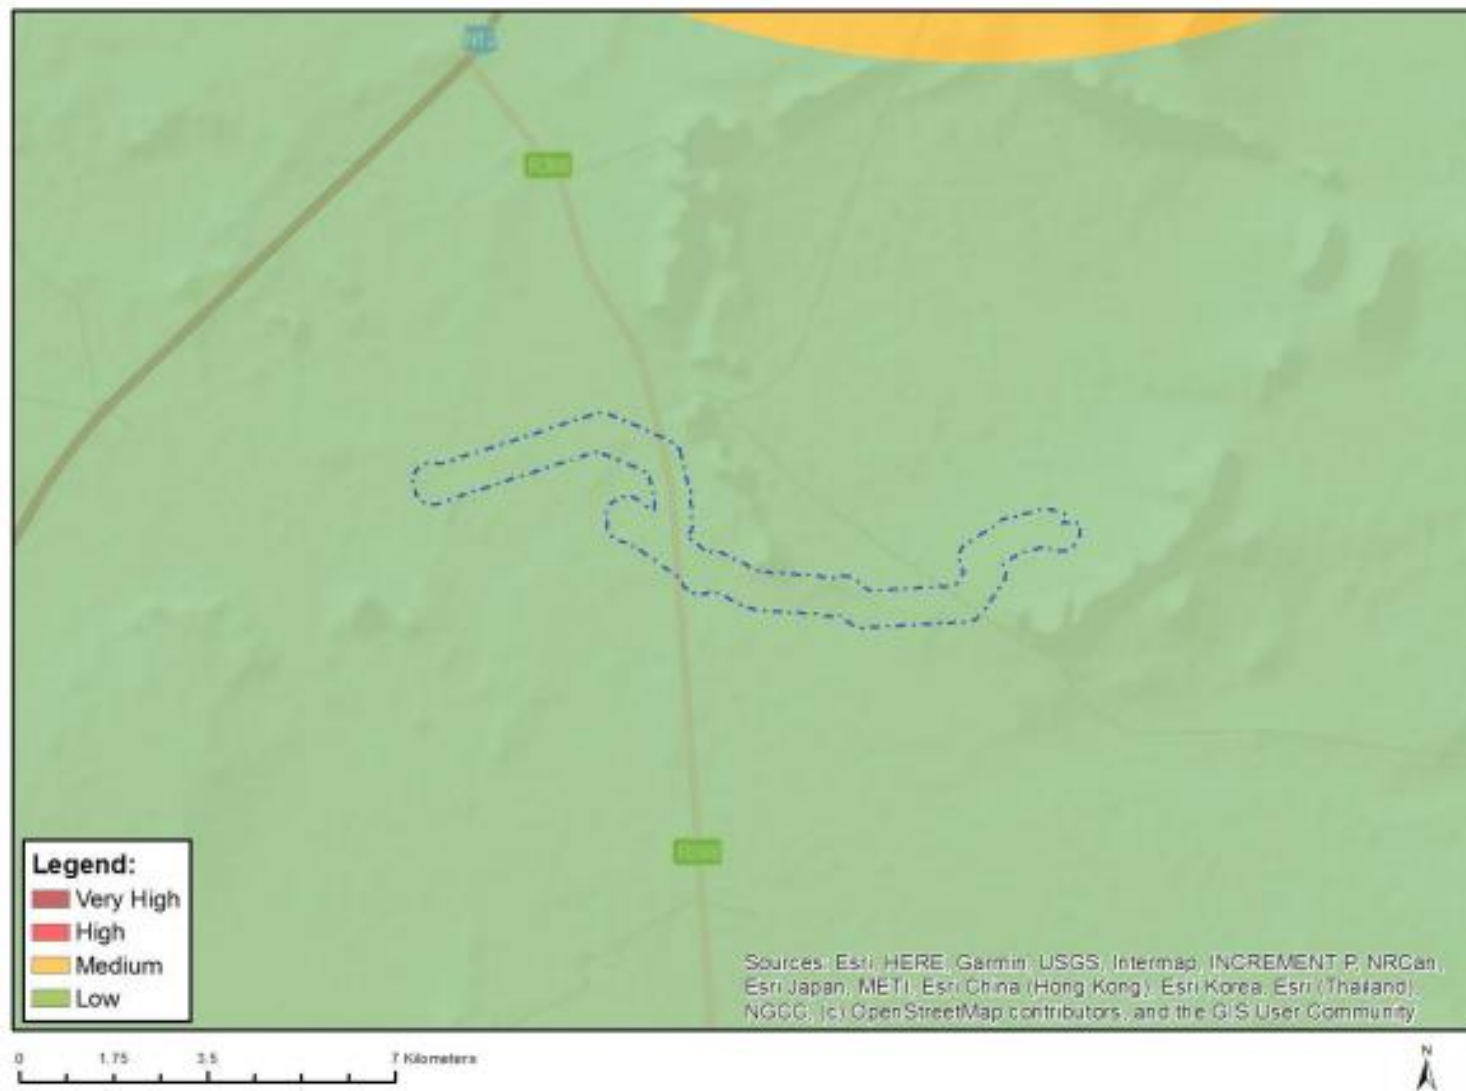 Legend:
Very High
High
Medium
Low
Sources: Esri, HERE, Garmin, USGS, Intermap, INCREMENT P, NRCan,
Esri Japan, METI, Esri China (Hong Kong), Esri Korea, Esri (Thailand),
NGCC, (c) OpenStreetMap contributors, and the GIS User Community
0 1.75 3.5 7 Kilometers
N